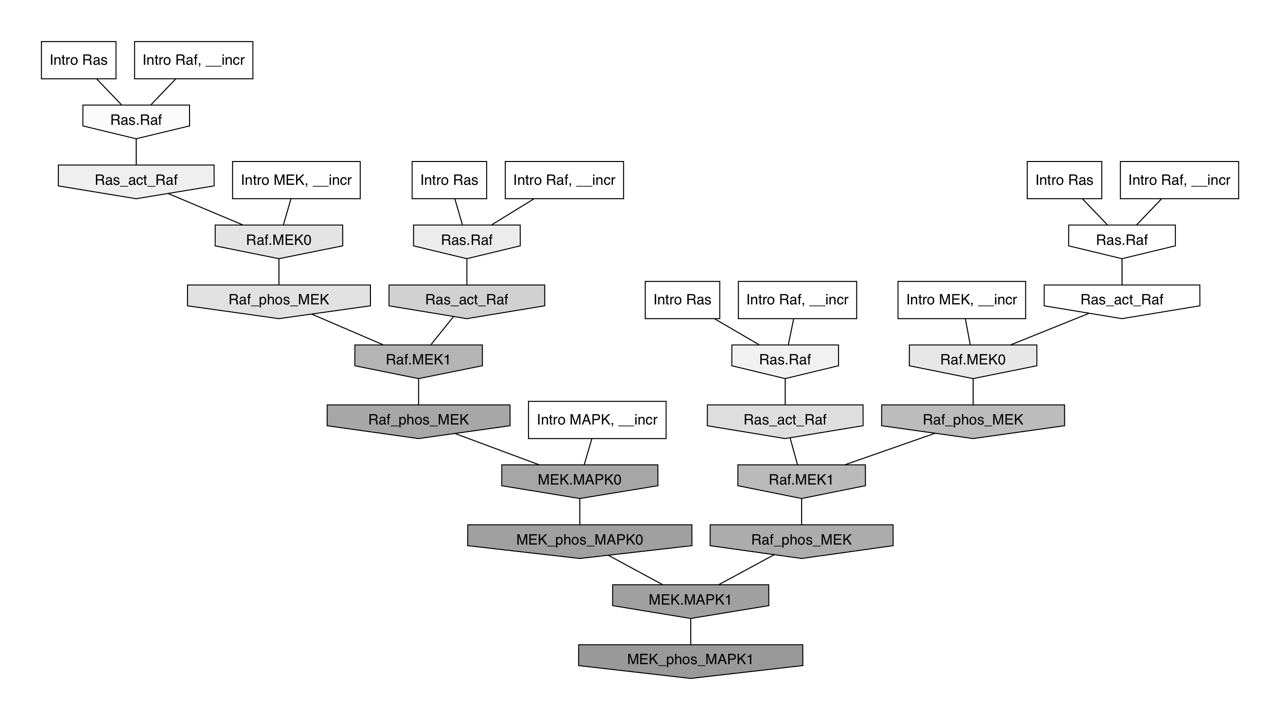 Intro Ras
Intro Raf, __incr
Ras.Raf
Ras_act_Raf
Intro MEK, __incr
Intro Ras
Intro Raf, __incr
Intro Ras
Intro Raf, __incr
Raf.MEK0
Ras.Raf
Ras.Raf
Raf_phos_MEK
Ras_act_Raf
Intro Ras
Intro Raf, __incr
Intro MEK, __incr
Ras_act_Raf
Raf.MEK1
Ras.Raf
Raf.MEK0
Raf_phos_MEK
Intro MAPK, __incr
Ras_act_Raf
Raf_phos_MEK
MEK.MAPK0
Raf.MEK1
MEK_phos_MAPK0
Raf_phos_MEK
MEK.MAPK1
MEK_phos_MAPK1